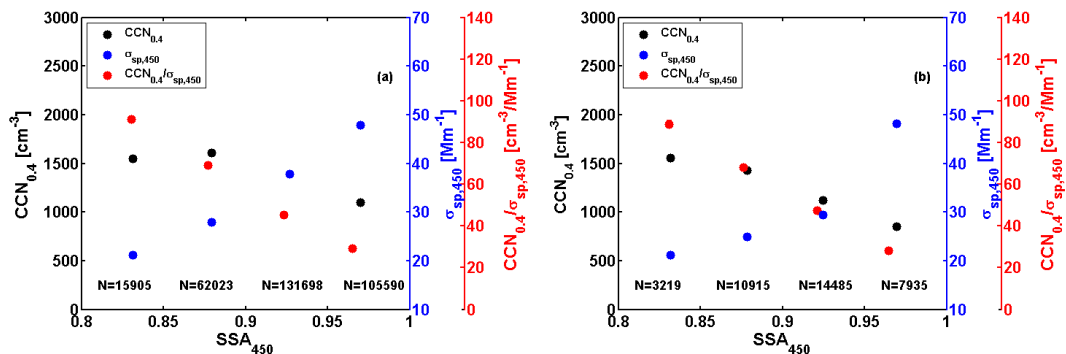 3000
2500
2000
1500
1000
500
0
CCN0.4 [cm-3]
CCN0.4
σsp,450
CCN0.4/σsp,450
(a)
N=15905 N=62023 N=131698 N=105590
0.8 0.85 0.9 0.95 1
SSA450
70
60
50
40
30
20
10
σsp,450 [Mm-1]
140
120
100
80
60
40
20
0
CCN0.4/σsp,450 [cm-3/Mm-1]
3000
2500
2000
1500
1000
500
0
CCN0.4 [cm-3]
CCN0.4
σsp,450
CCN0.4/σsp,450
(b)
N=3219 N=10915 N=14485 N=7935
0.8 0.85 0.9 0.95 1
SSA450
70
60
50
40
30
20
10
σsp,450 [Mm-1]
140
120
100
80
60
40
20
0
CCN0.4/σsp,450 [cm-3/Mm-1]